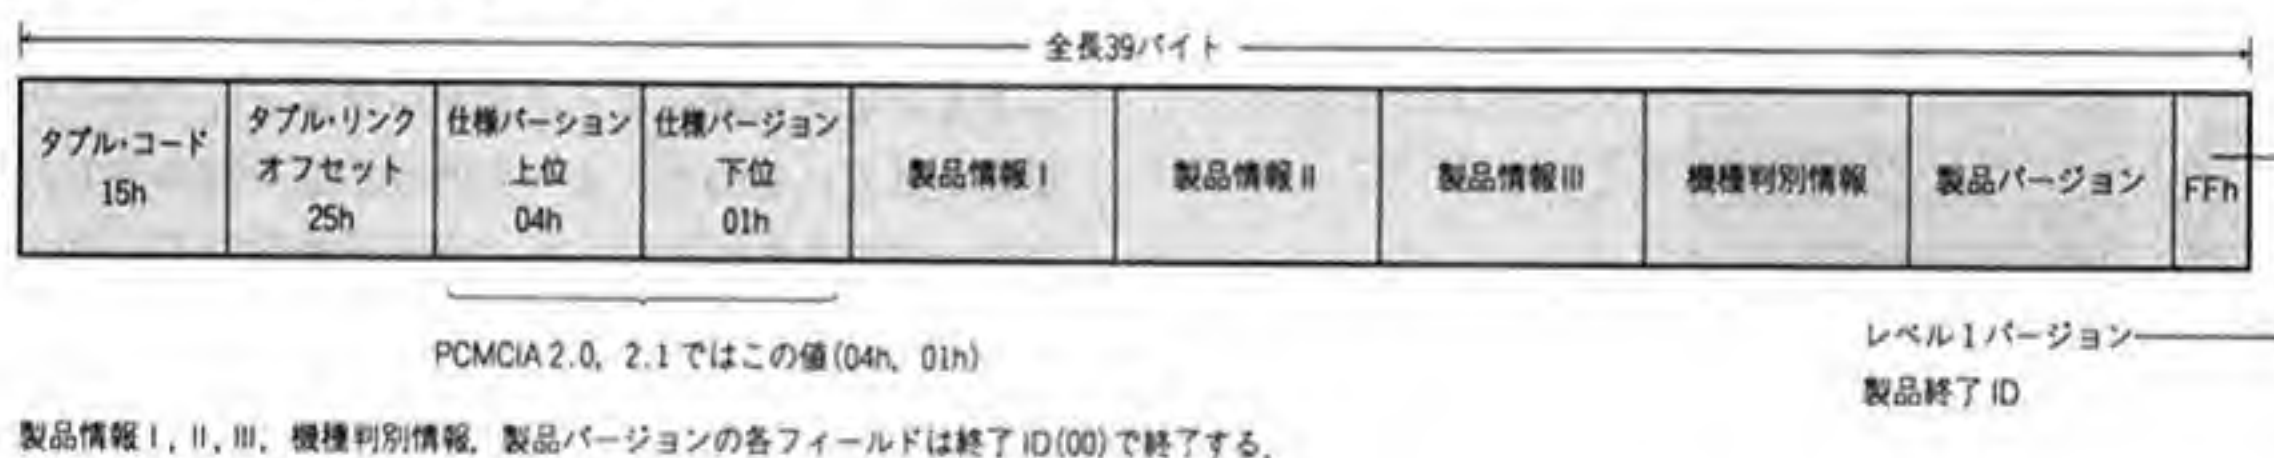 全長39バイト
タプル・コード
15h
タプル・リンク
オフセット
25h
仕様バーション
上位
04h
仕様バージョン
下位
01h
製品情報 I
製品情報 II
製品情報 III
機種判別情報
製品バージョン
FFh
PCMCIA 2.0, 2.1 ではこの値(04h, 01h)
レベル 1 バージョン
製品終了 ID
製品情報 I, II, III, 機種判別情報, 製品バージョンの各フィールドは終了 ID(00)で終了する.